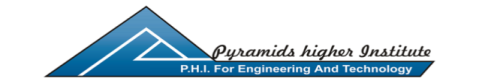 Pyramids higher Institute
P.H.I. For Engineering And Technology